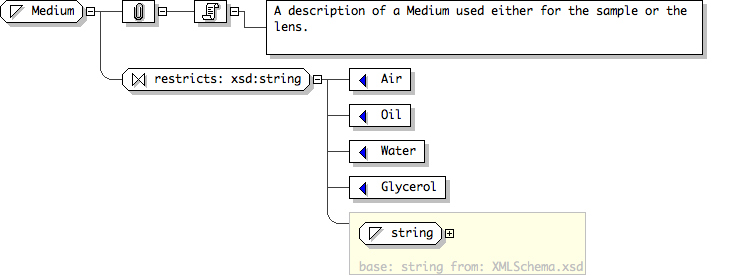 Medium
A description of a Medium used either for the sample or the
lens.
restricts: xsd:string
Air
Oil
Water
Glycerol
string
base: string from: XMLSchema.xsd